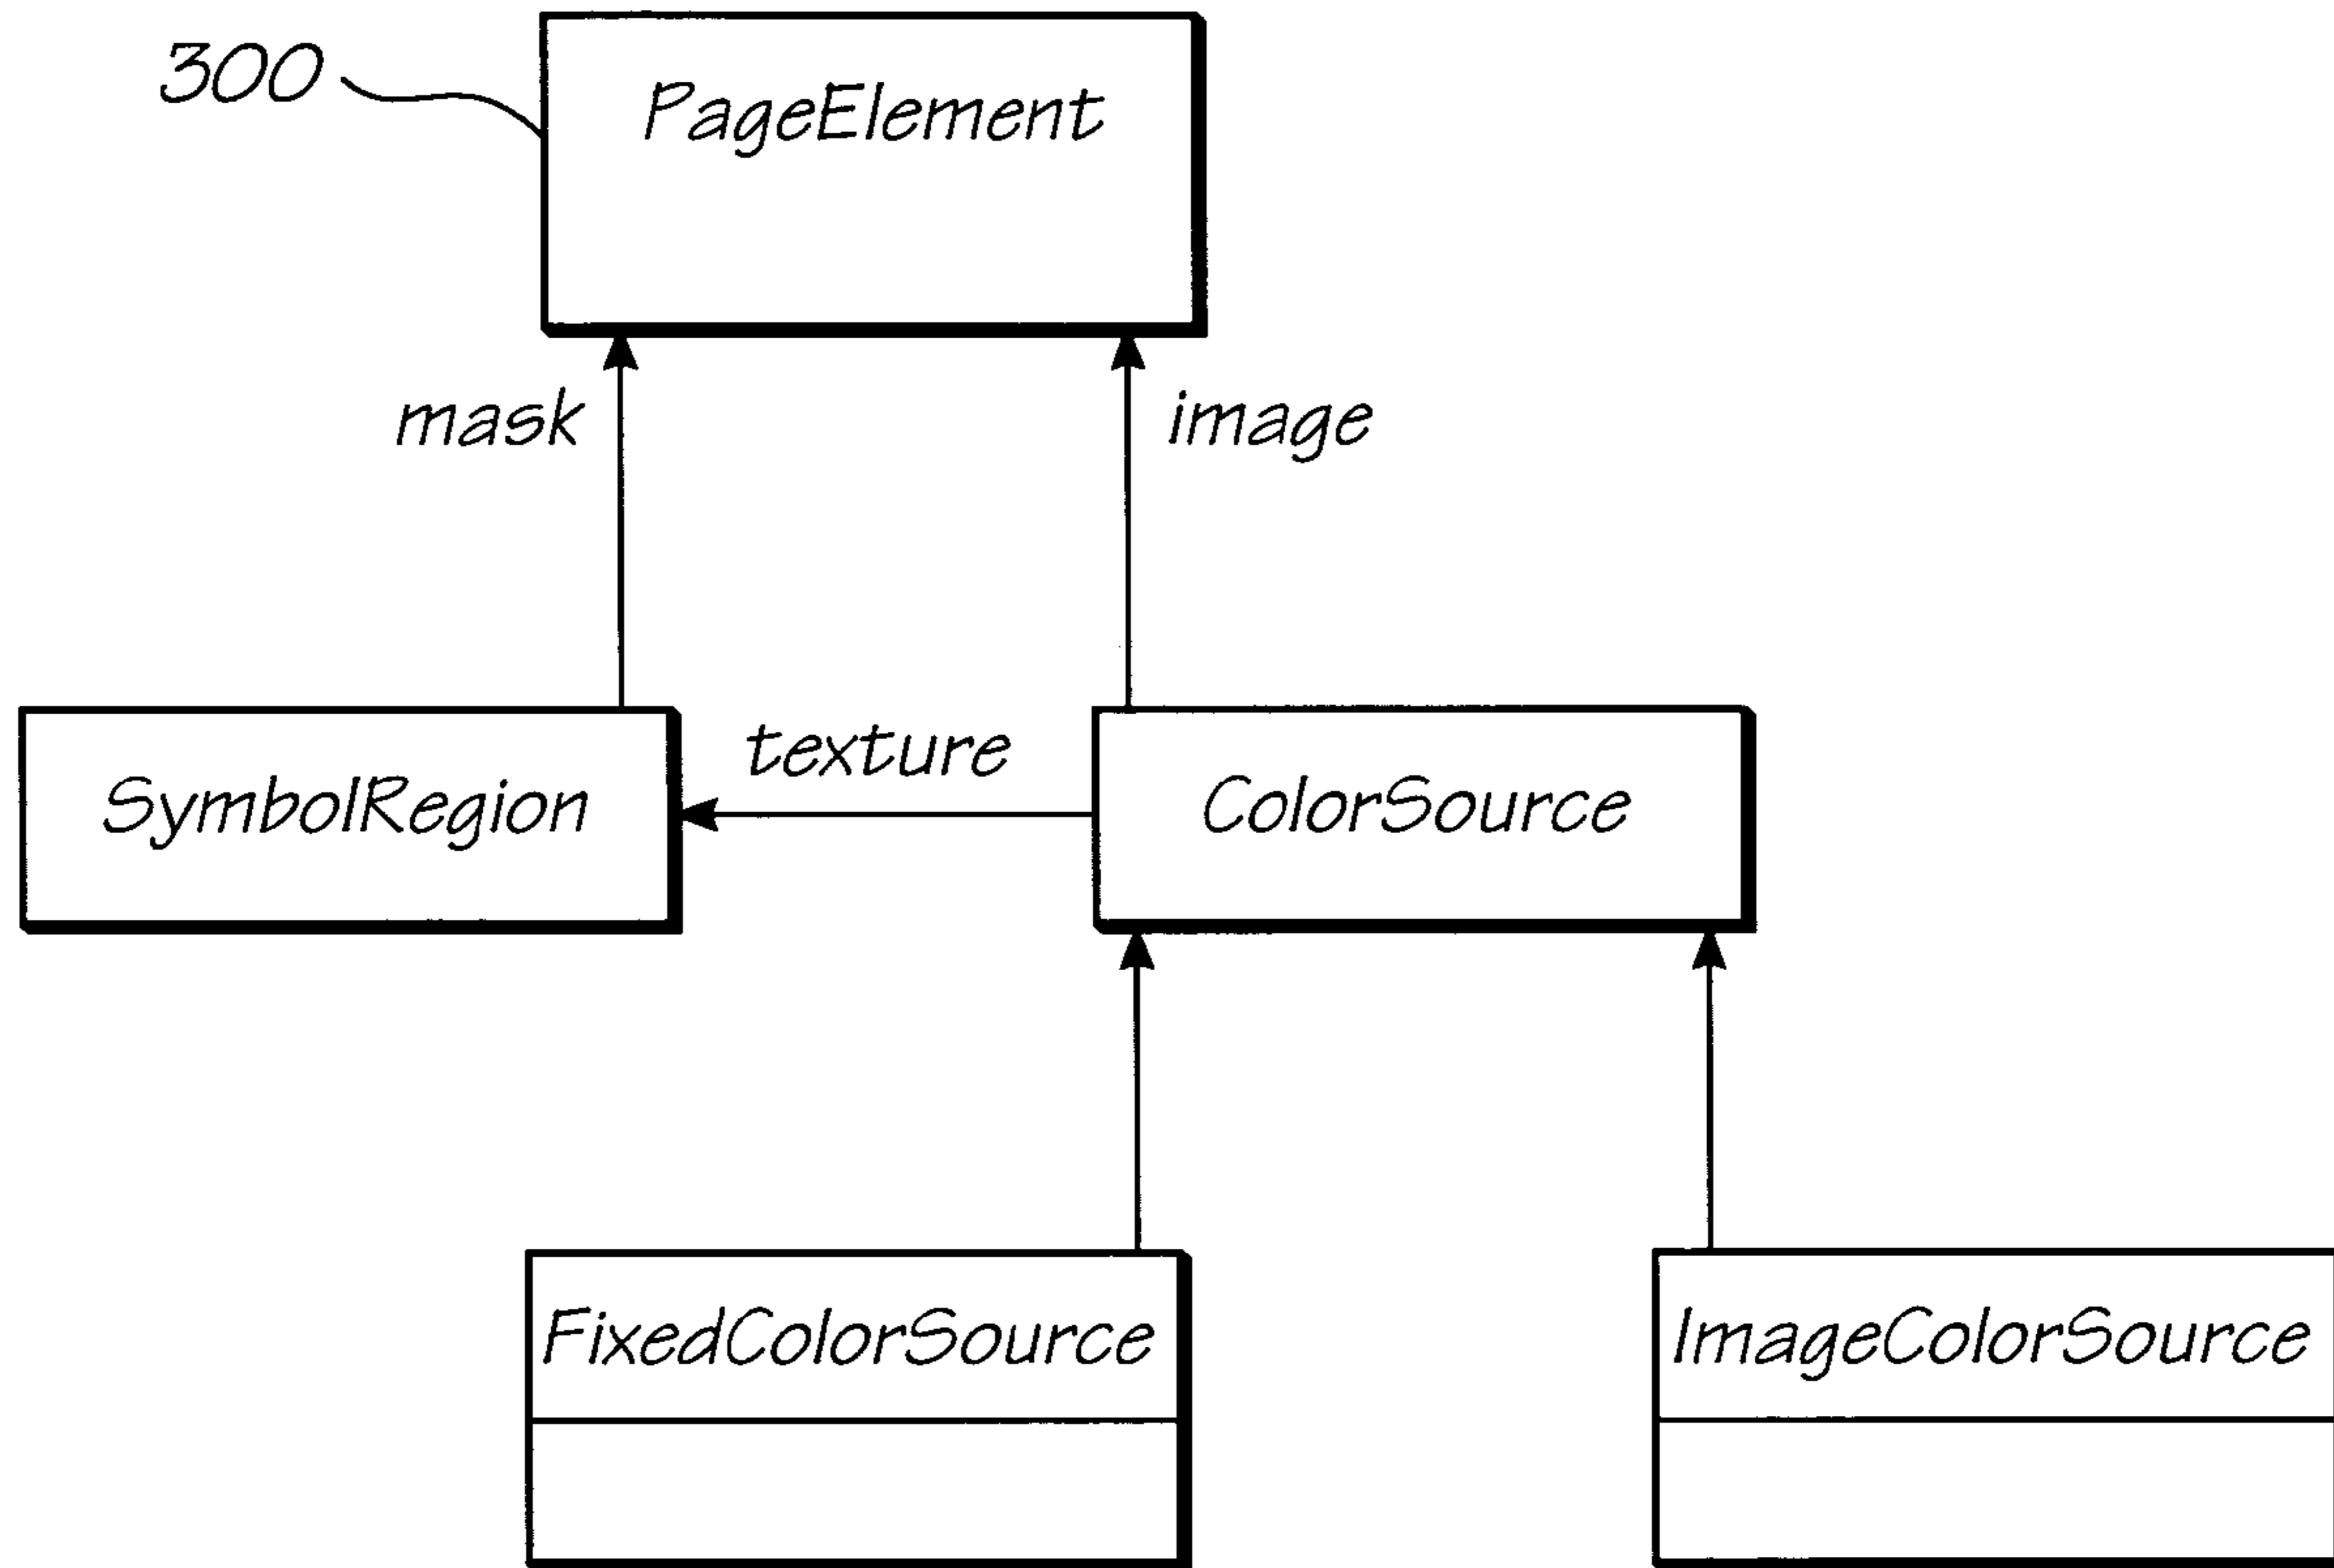 300
PageElement
mask
image
SymbolRegion
texture
ColorSource
FixedColorSource
ImageColorSource